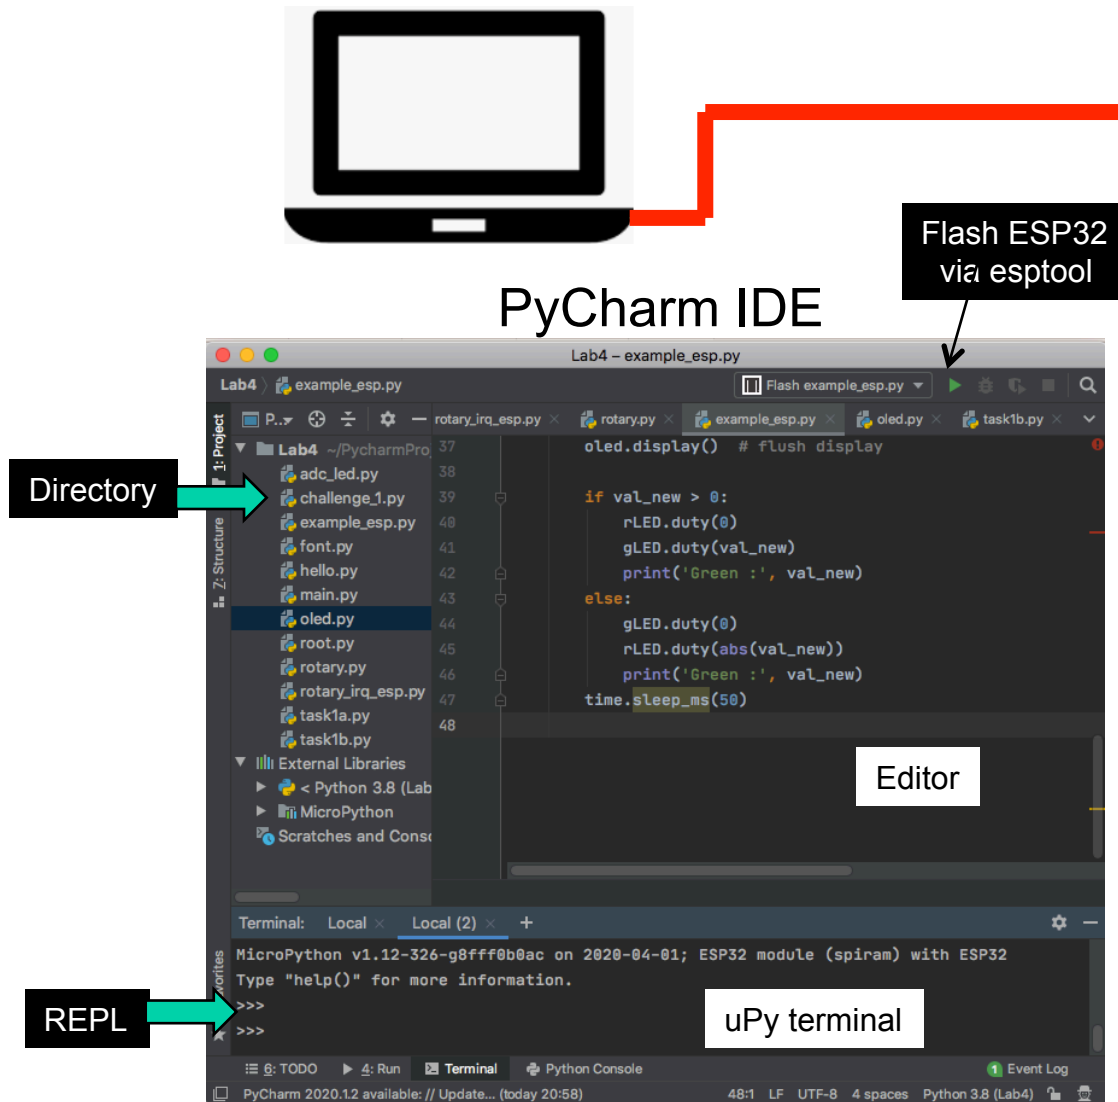 Flash ESP32
via esptool
PyCharm IDE
Lab4 – example_esp.py
Lab4 example_esp.py
Flash example_esp.py
1: Project
P..
rotary_irq_esp.py
rotary.py
example_esp.py
oled.py
task1b.py
Directory
Lab4 ~/PycharmPro
adc_led.py
challenge_1.py
example_esp.py
font.py
hello.py
main.py
oled.py
root.py
rotary.py
rotary_irq_esp.py
task1a.py
task1b.py
External Libraries
< Python 3.8 (Lab
MicroPython
Scratches and Conso
Z: Structure
37 oled.display() # flush display
38
39 if val_new > 0:
40 rLED.duty(0)
41 gLED.duty(val_new)
42 print('Green :', val_new)
43 else:
44 gLED.duty(0)
45 rLED.duty(abs(val_new))
46 print('Green :', val_new)
47 time.sleep_ms(50)
48
Editor
Terminal: Local Local (2) +
MicroPython v1.12-326-g8fff0b0ac on 2020-04-01; ESP32 module (spiram) with ESP32
Type "help()" for more information.
>>>
>>>
REPL
uPy terminal
6: TODO 4: Run Terminal Python Console 1 Event Log
PyCharm 2020.1.2 available: // Update... (today 20:58) 48:1 LF UTF-8 4 spaces Python 3.8 (Lab4)